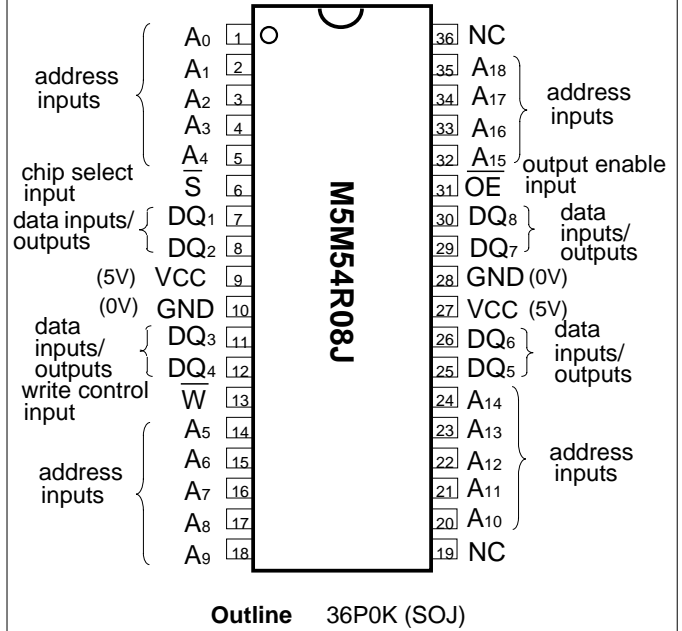 A0 1
A1 2
A2 3
A3 4
A4 5
address
inputs
S̅ 6
chip select
input
DQ1 7
DQ2 8
data inputs/
outputs
(5V) VCC 9
(0V) GND 10
DQ3 11
DQ4 12
data
inputs/
outputs
W̅ 13
write control
input
A5 14
A6 15
A7 16
A8 17
A9 18
address
inputs
M5M54R08J
36 NC
35 A18
34 A17
33 A16
32 A15
address
inputs
31 O̅E̅
output enable
input
30 DQ8
29 DQ7
data
inputs/
outputs
28 GND (0V)
27 VCC (5V)
26 DQ6
25 DQ5
data
inputs/
outputs
24 A14
23 A13
22 A12
21 A11
20 A10
address
inputs
19 NC
Outline 36P0K (SOJ)